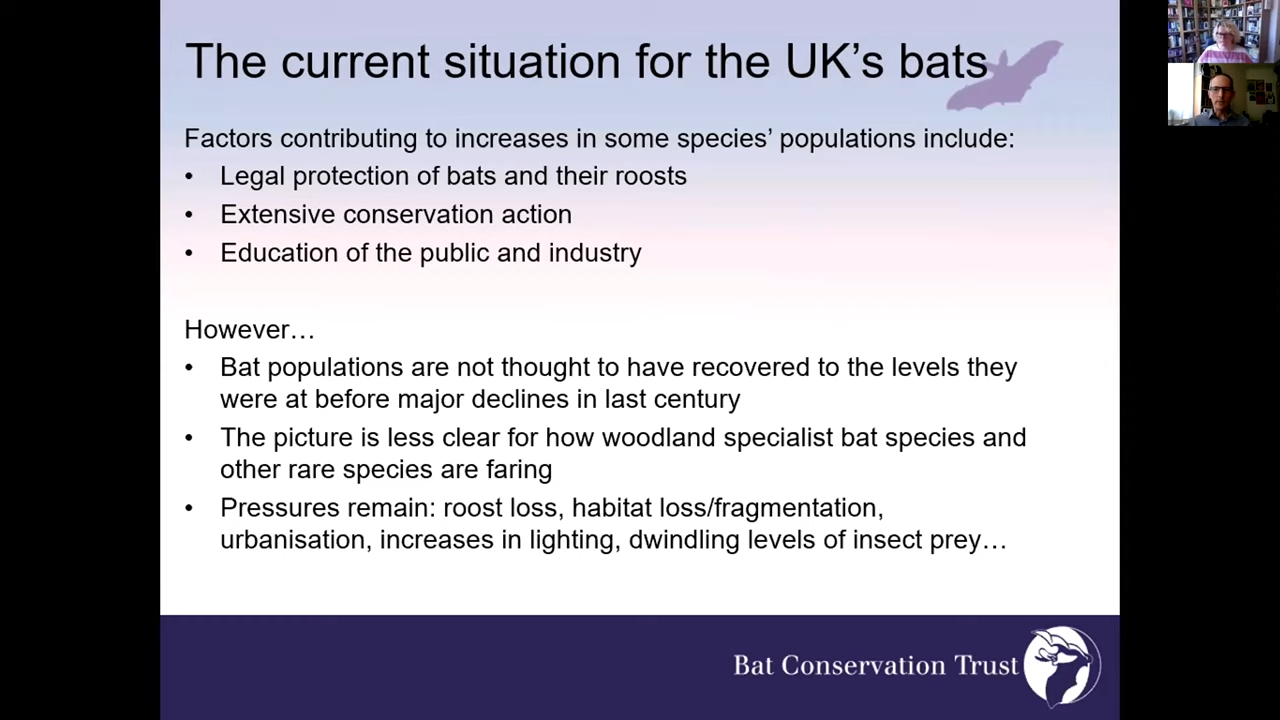 The current situation for the UK's bats
Factors contributing to increases in some species' populations include:
• Legal protection of bats and their roosts
• Extensive conservation action
• Education of the public and industry
However…
• Bat populations are not thought to have recovered to the levels they
were at before major declines in last century
• The picture is less clear for how woodland specialist bat species and
other rare species are faring
• Pressures remain: roost loss, habitat loss/fragmentation,
urbanisation, increases in lighting, dwindling levels of insect prey…
Bat Conservation Trust